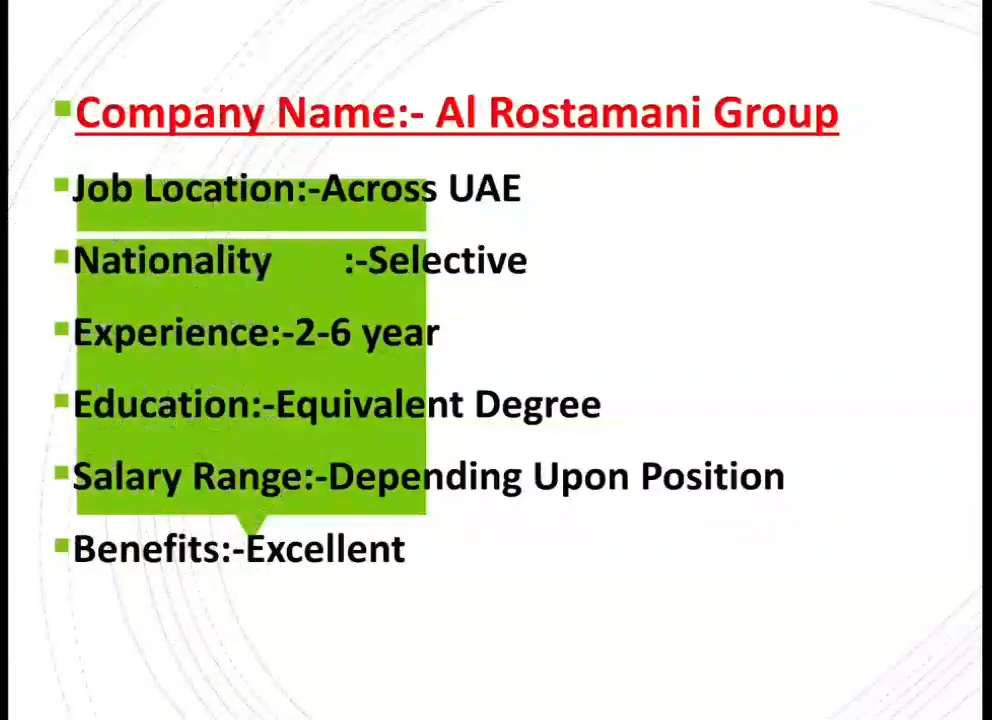 Company Name:- Al Rostamani Group
Job Location:-Across UAE
Nationality :-Selective
Experience:-2-6 year
Education:-Equivalent Degree
Salary Range:-Depending Upon Position
Benefits:-Excellent